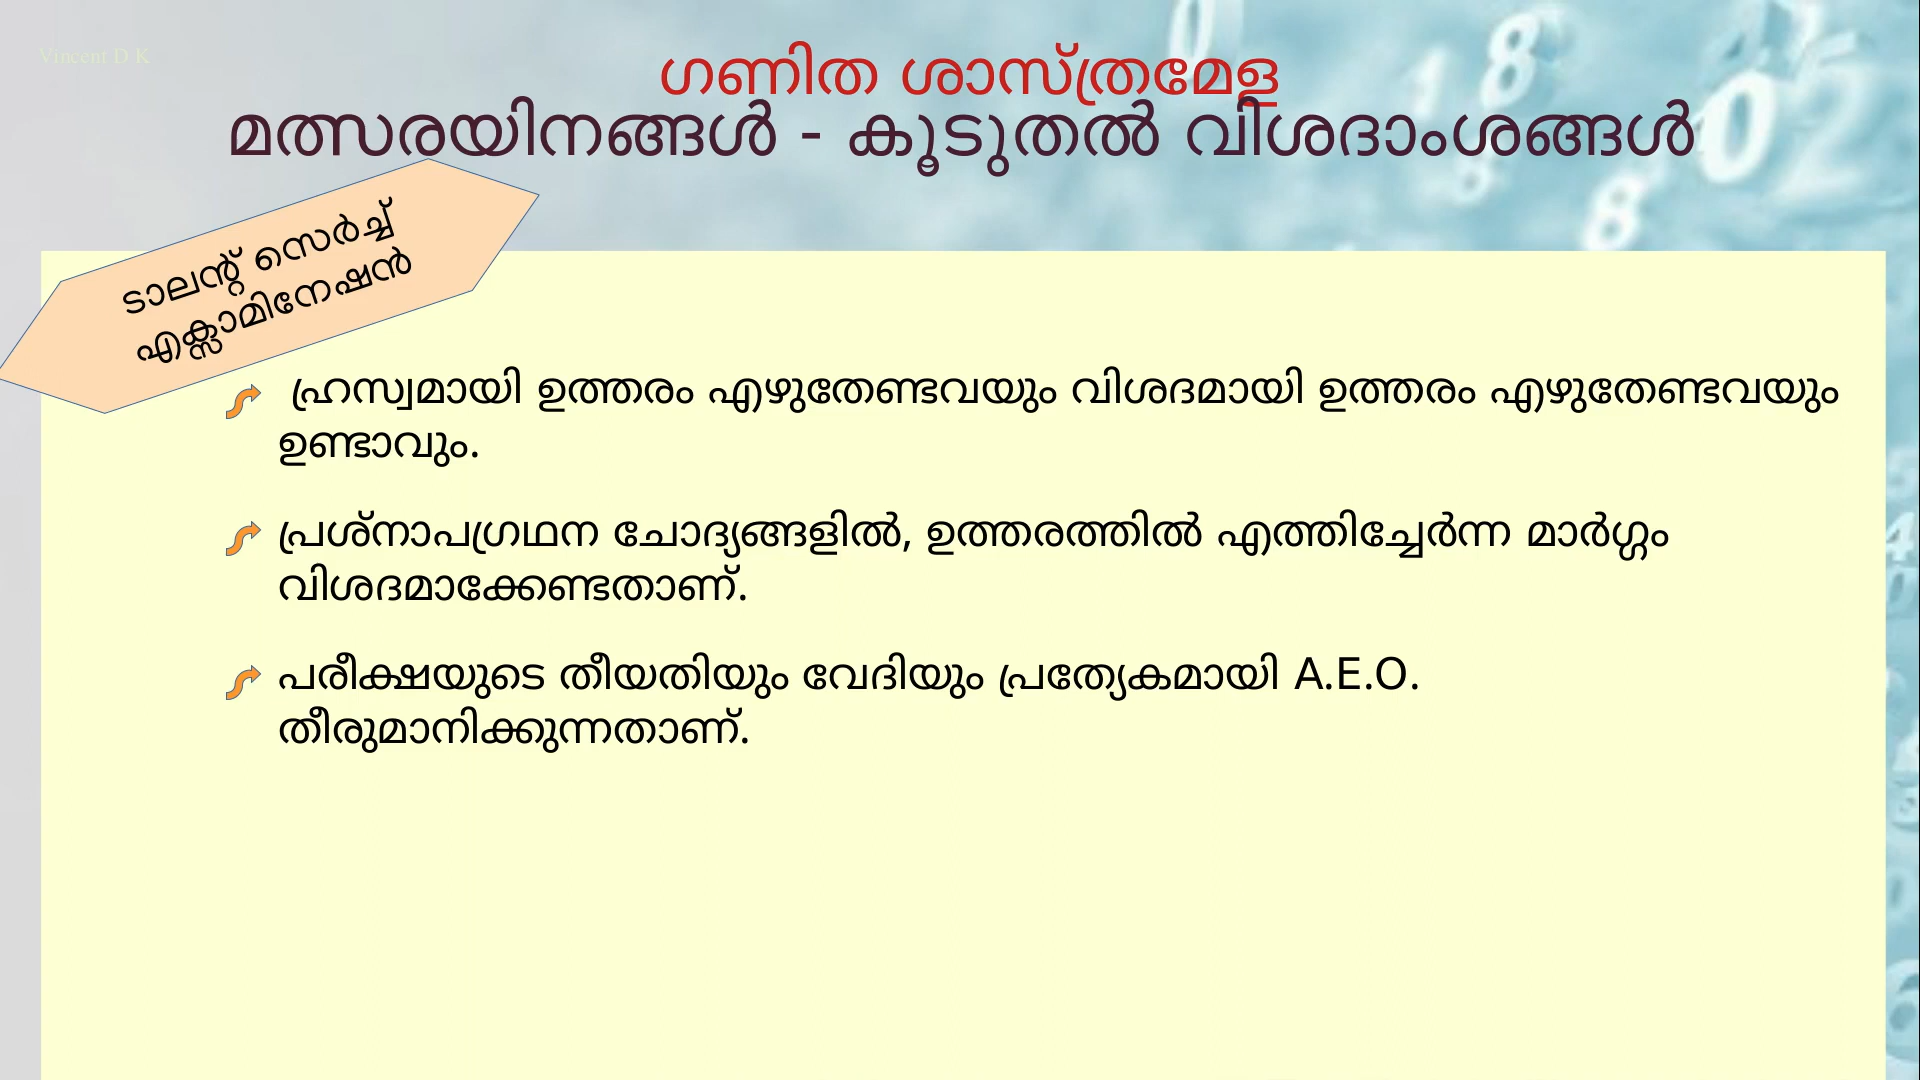 Vincent D K
ഗണിത ശാസ്ത്രമേള
മത്സരയിനങ്ങൾ - കൂടുതൽ വിശദാംശങ്ങൾ
ടാലന്റ് സെർച്ച്
എക്സാമിനേഷൻ
ഹ്രസ്വമായി ഉത്തരം എഴുതേണ്ടവയും വിശദമായി ഉത്തരം എഴുതേണ്ടവയും
ഉണ്ടാവും.
പ്രശ്നാപഗ്രഥന ചോദ്യങ്ങളിൽ, ഉത്തരത്തിൽ എത്തിച്ചേർന്ന മാർഗ്ഗം
വിശദമാക്കേണ്ടതാണ്.
പരീക്ഷയുടെ തീയതിയും വേദിയും പ്രത്യേകമായി A.E.O.
തീരുമാനിക്കുന്നതാണ്.